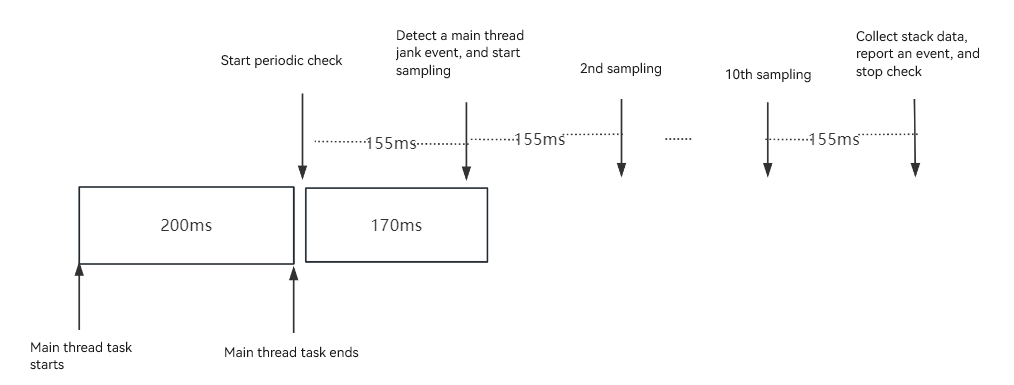 Start periodic check
Detect a main thread
jank event, and start
sampling
2nd sampling
10th sampling
Collect stack data,
report an event, and
stop check
155ms
155ms
155ms
200ms
170ms
Main thread task
starts
Main thread task ends